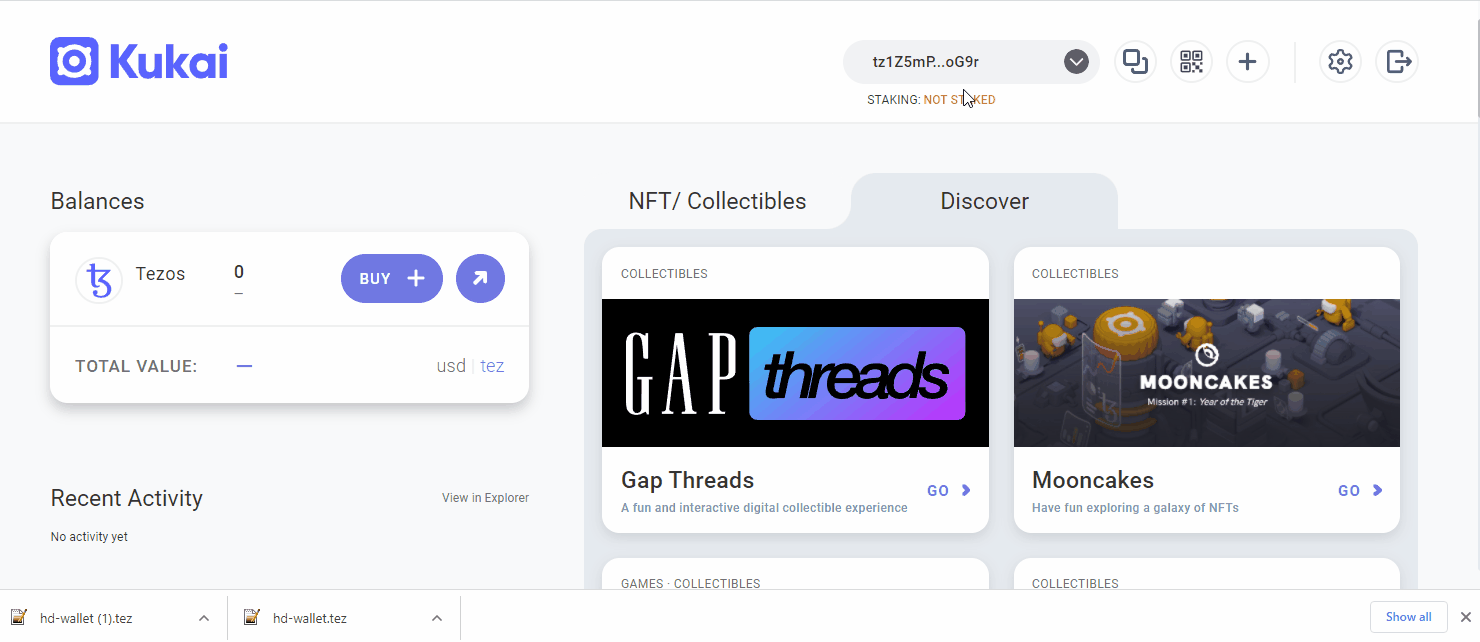 Kukai
tz1Z5mP...oG9r
STAKING: NOT STAKED
Balances
NFT/ Collectibles
Discover
Tezos
0
–
BUY +
TOTAL VALUE:
—
usd | tez
Recent Activity
View in Explorer
No activity yet
COLLECTIBLES
GAP threads
Gap Threads
A fun and interactive digital collectible experience
GO
COLLECTIBLES
MOONCAKES
Mission #1: Year of the Tiger
Mooncakes
Have fun exploring a galaxy of NFTs
GO
GAMES · COLLECTIBLES
COLLECTIBLES
hd-wallet (1).tez
hd-wallet.tez
Show all